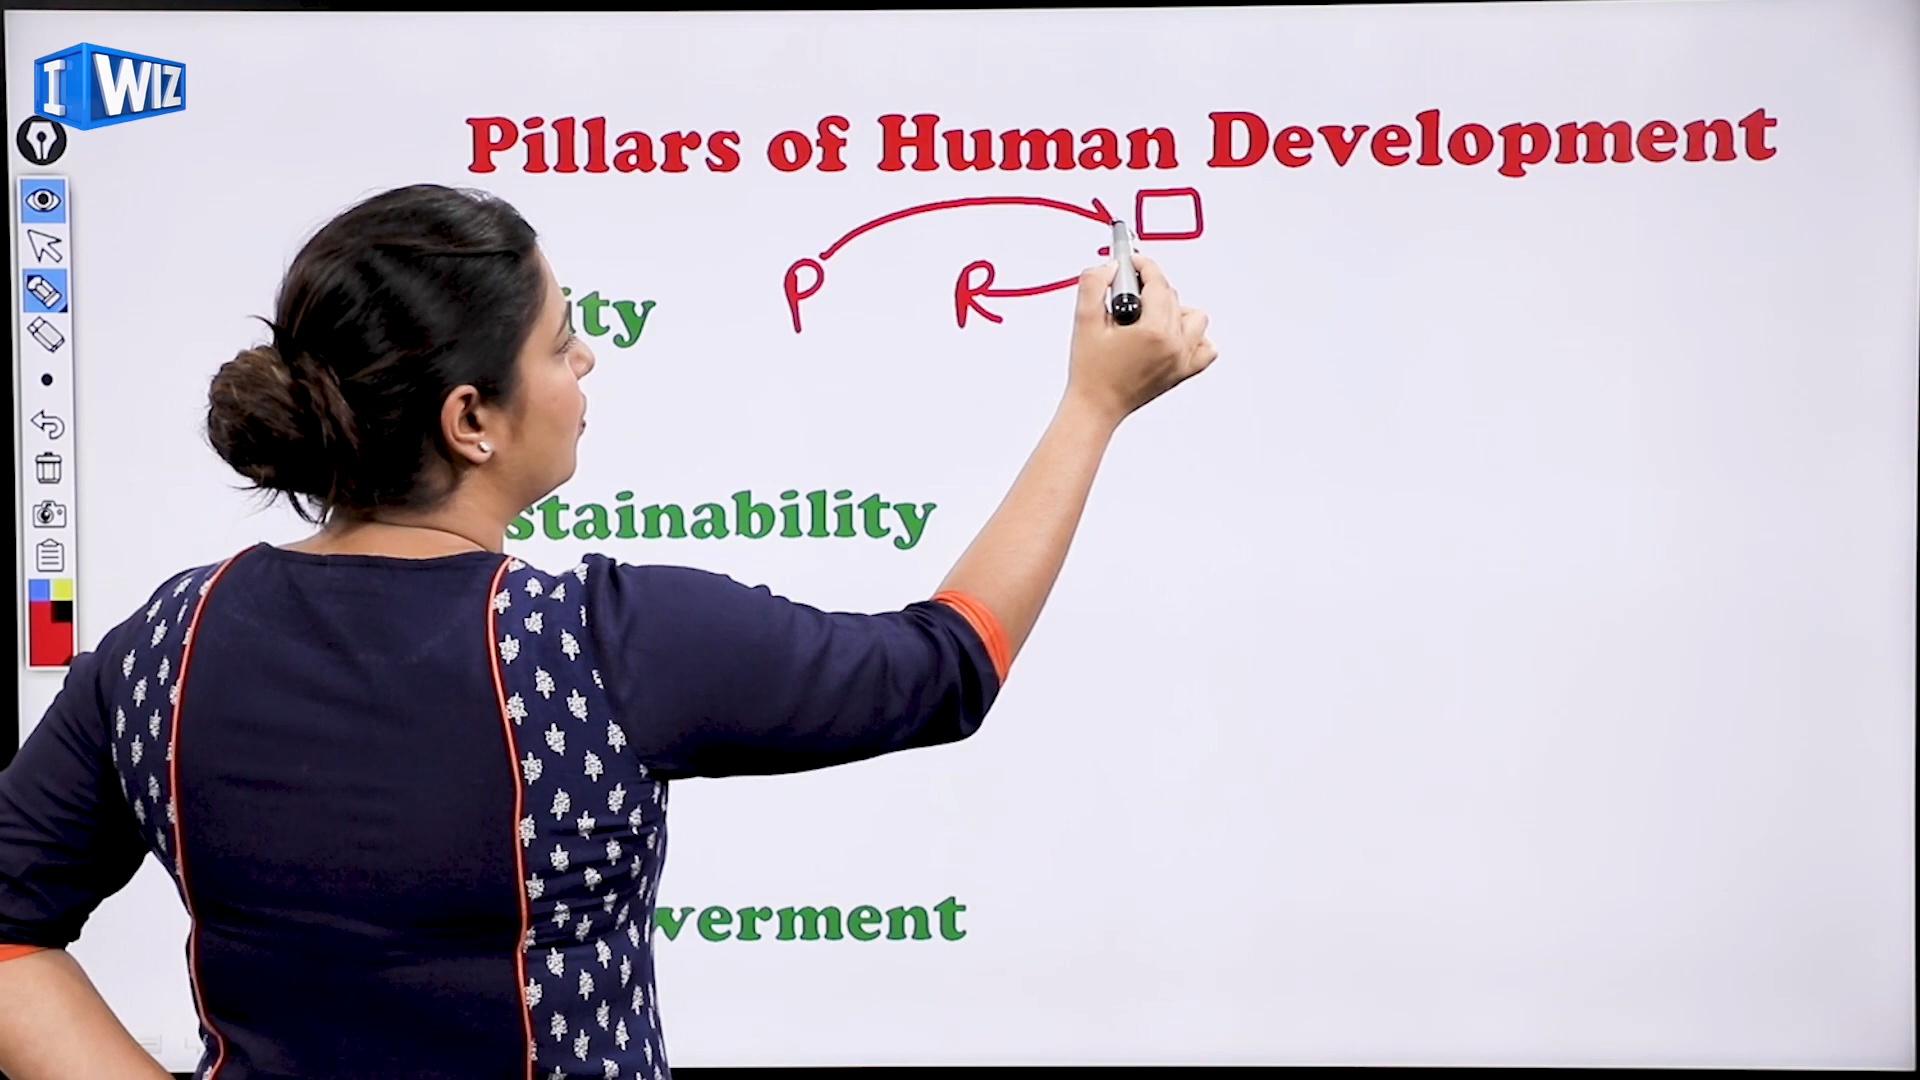 I WIZ
Pillars of Human Development
P R
ity
stainability
werment